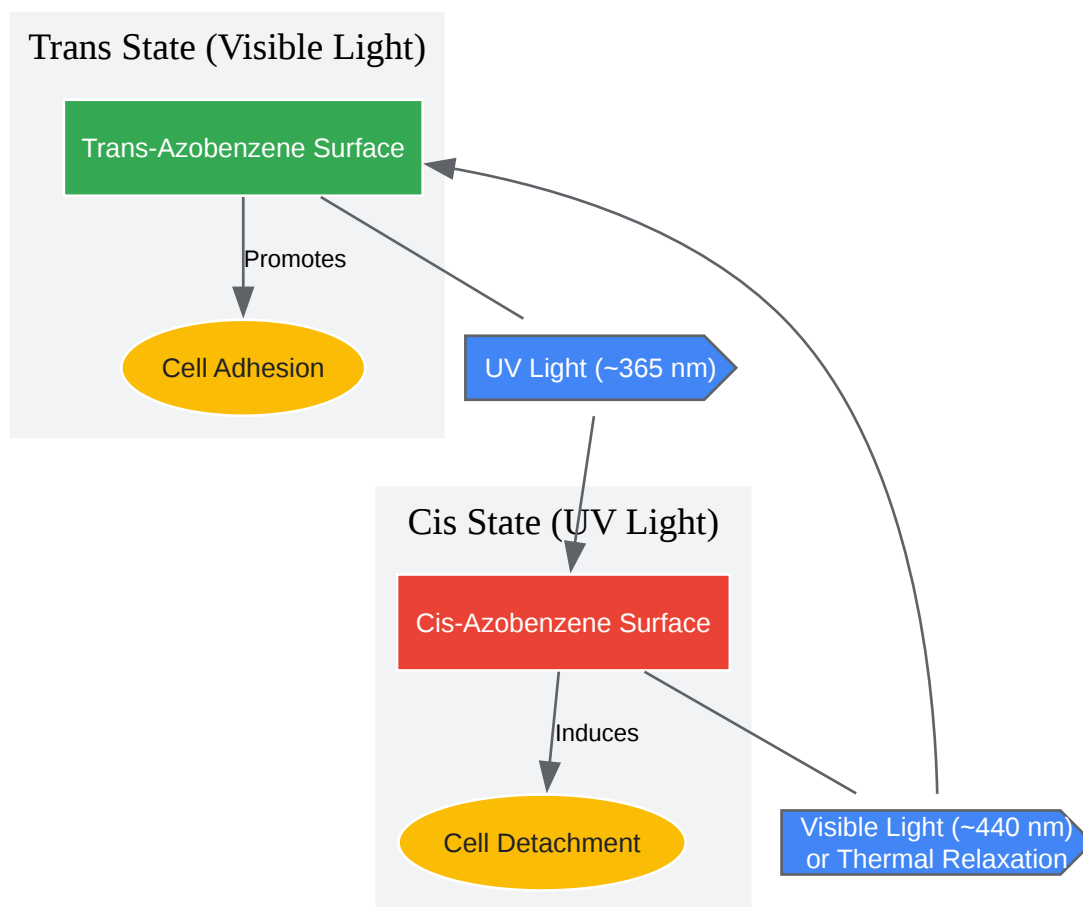 Trans State (Visible Light)
Trans-Azobenzene Surface
Promotes
Cell Adhesion
UV Light (~365 nm)
Cis State (UV Light)
Cis-Azobenzene Surface
Induces
Cell Detachment
Visible Light (~440 nm)
or Thermal Relaxation